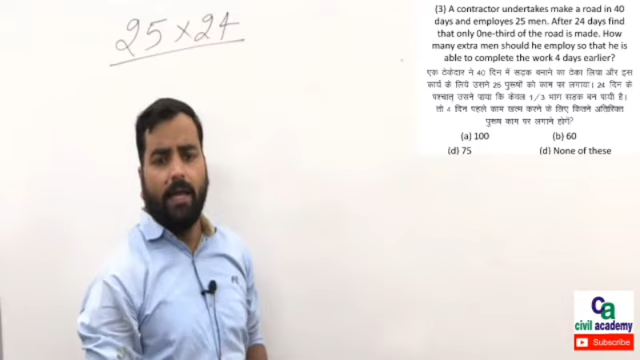 25 × 24
(3) A contractor undertakes make a road in 40
days and employes 25 men. After 24 days find
that only 0ne-third of the road is made. How
many extra men should he employ so that he is
able to complete the work 4 days earlier?
एक ठेकेदार ने 40 दिन में सड़क बनाने का ठेका लिया और इस
कार्य के लिये उसने 25 पुरूषों को काम पर लगाया। 24 दिन के
पश्चात् उसने पाया कि केवल 1/3 भाग सडक बन पायी है।
तो 4 दिन पहले काम खत्म करने के लिए कितने अतिरिक्त
पुरूष काम पर लगाने होगें?
(a) 100 (b) 60
(d) 75 (d) None of these
ca
civil academy
Subscribe